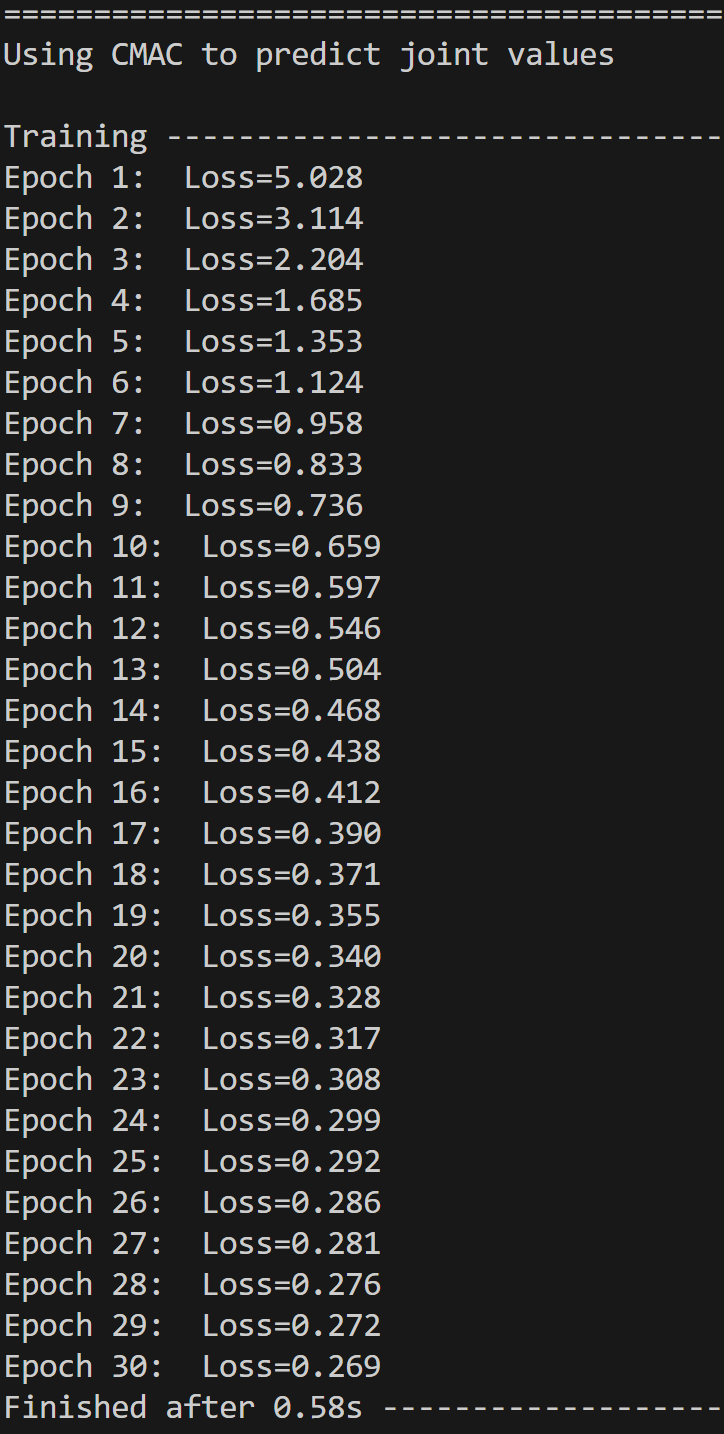 ========================================
Using CMAC to predict joint values
Training -------------------------------
Epoch 1:  Loss=5.028
Epoch 2:  Loss=3.114
Epoch 3:  Loss=2.204
Epoch 4:  Loss=1.685
Epoch 5:  Loss=1.353
Epoch 6:  Loss=1.124
Epoch 7:  Loss=0.958
Epoch 8:  Loss=0.833
Epoch 9:  Loss=0.736
Epoch 10:  Loss=0.659
Epoch 11:  Loss=0.597
Epoch 12:  Loss=0.546
Epoch 13:  Loss=0.504
Epoch 14:  Loss=0.468
Epoch 15:  Loss=0.438
Epoch 16:  Loss=0.412
Epoch 17:  Loss=0.390
Epoch 18:  Loss=0.371
Epoch 19:  Loss=0.355
Epoch 20:  Loss=0.340
Epoch 21:  Loss=0.328
Epoch 22:  Loss=0.317
Epoch 23:  Loss=0.308
Epoch 24:  Loss=0.299
Epoch 25:  Loss=0.292
Epoch 26:  Loss=0.286
Epoch 27:  Loss=0.281
Epoch 28:  Loss=0.276
Epoch 29:  Loss=0.272
Epoch 30:  Loss=0.269
Finished after 0.58s -------------------